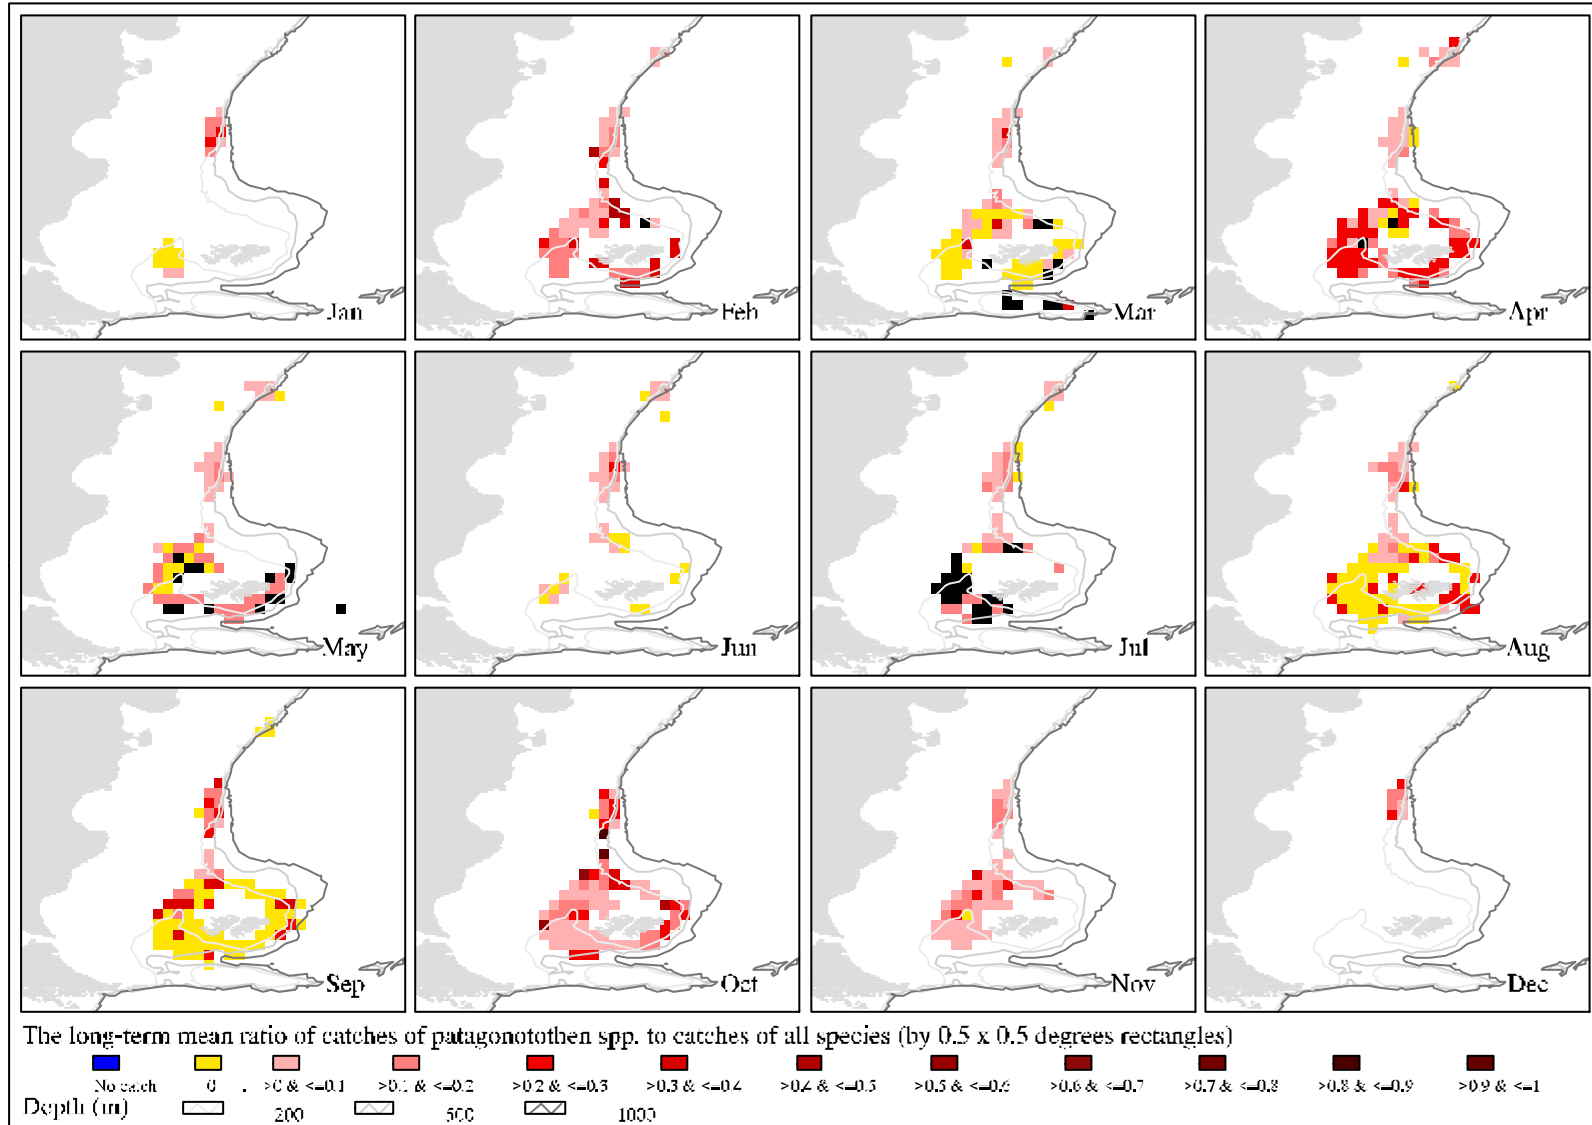 Jan Feb Mar Apr
May Jun Jul Aug
Sep Oct Nov Dec
The long-term mean ratio of catches of patagonotothen spp. to catches of all species (by 0.5 x 0.5 degrees rectangles)
No catch 0 >0 & <=0.1 >0.1 & <=0.2 >0.2 & <=0.3 >0.3 & <=0.4 >0.4 & <=0.5 >0.5 & <=0.6 >0.6 & <=0.7 >0.7 & <=0.8 >0.8 & <=0.9 >0.9 & <=1
Depth (m) 200 500 1000